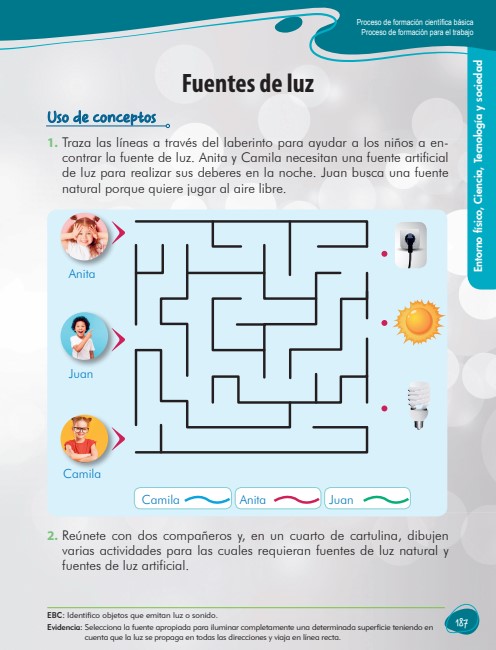 Proceso de formación científica básica
Proceso de formación para el trabajo
Entorno físico, Ciencia, Tecnología y sociedad
Fuentes de luz
Uso de conceptos
1. Traza las líneas a través del laberinto para ayudar a los niños a en-
contrar la fuente de luz. Anita y Camila necesitan una fuente artificial
de luz para realizar sus deberes en la noche. Juan busca una fuente
natural porque quiere jugar al aire libre.
Anita
Juan
Camila
Camila
Anita
Juan
2. Reúnete con dos compañeros y, en un cuarto de cartulina, dibujen
varias actividades para las cuales requieran fuentes de luz natural y
fuentes de luz artificial.
EBC: Identifico objetos que emitan luz o sonido.
Evidencia: Selecciona la fuente apropiada para iluminar completamente una determinada superficie teniendo en
cuenta que la luz se propaga en todas las direcciones y viaja en línea recta.
187